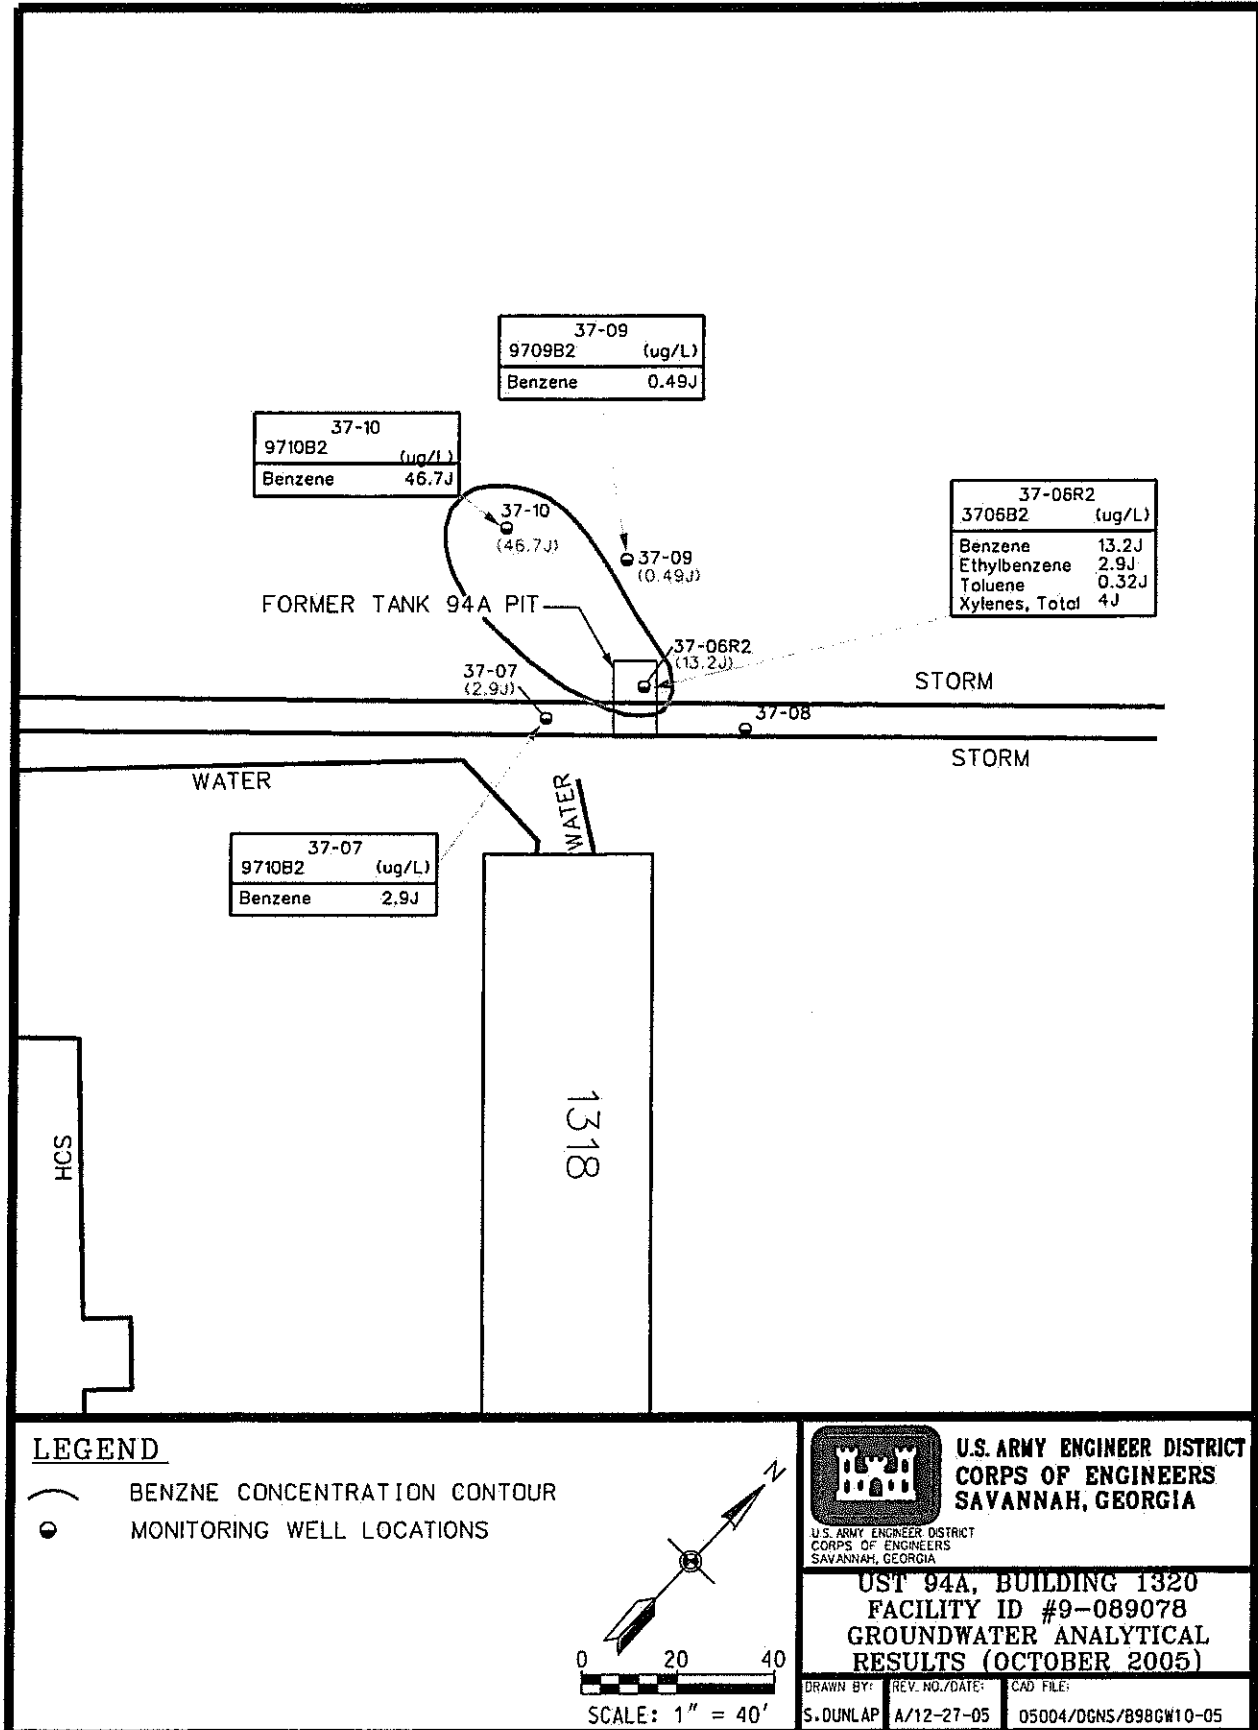 37-09
9709B2 (ug/L)
Benzene 0.49J
37-10
9710B2 (ug/L)
Benzene 46.7J
37-06R2
3706B2 (ug/L)
Benzene 13.2J
Ethylbenzene 2.9J
Toluene 0.32J
Xylenes, Total 4J
37-10
(46.7J)
37-09
(0.49J)
FORMER TANK 94A PIT
37-06R2
(13.2J)
37-07
(2.9J)
STORM
37-08
STORM
WATER
WATER
37-07
9710B2 (ug/L)
Benzene 2.9J
1318
HCS
LEGEND
BENZNE CONCENTRATION CONTOUR
MONITORING WELL LOCATIONS
N
0 20 40
SCALE: 1" = 40'
U.S. ARMY ENGINEER DISTRICT
CORPS OF ENGINEERS
SAVANNAH, GEORGIA
U.S. ARMY ENGINEER DISTRICT
CORPS OF ENGINEERS
SAVANNAH, GEORGIA
UST 94A, BUILDING 1320
FACILITY ID #9-089078
GROUNDWATER ANALYTICAL
RESULTS (OCTOBER 2005)
DRAWN BY: REV. NO./DATE: CAD FILE:
S.DUNLAP A/12-27-05 05004/DGNS/B98GW10-05